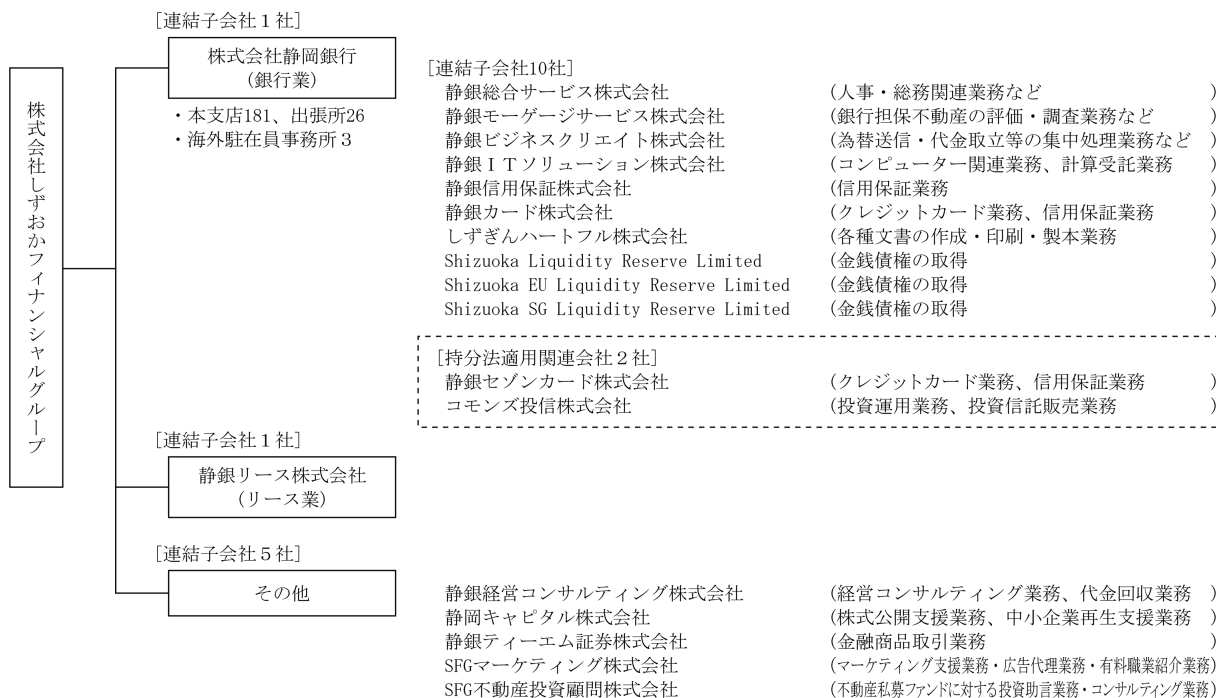 株式会社しずおかフィナンシャルグループ
[連結子会社1社]
株式会社静岡銀行
(銀行業)
・本支店181、出張所26
・海外駐在員事務所3
[連結子会社10社]
静銀総合サービス株式会社 (人事・総務関連業務など )
静銀モーゲージサービス株式会社 (銀行担保不動産の評価・調査業務など )
静銀ビジネスクリエイト株式会社 (為替送信・代金取立等の集中処理業務など )
静銀ITソリューション株式会社 (コンピューター関連業務、計算受託業務 )
静銀信用保証株式会社 (信用保証業務 )
静銀カード株式会社 (クレジットカード業務、信用保証業務 )
しずぎんハートフル株式会社 (各種文書の作成・印刷・製本業務 )
Shizuoka Liquidity Reserve Limited (金銭債権の取得 )
Shizuoka EU Liquidity Reserve Limited (金銭債権の取得 )
Shizuoka SG Liquidity Reserve Limited (金銭債権の取得 )
[持分法適用関連会社2社]
静銀セゾンカード株式会社 (クレジットカード業務、信用保証業務 )
コモンズ投信株式会社 (投資運用業務、投資信託販売業務 )
[連結子会社1社]
静銀リース株式会社
(リース業)
[連結子会社5社]
その他
静銀経営コンサルティング株式会社 (経営コンサルティング業務、代金回収業務 )
静岡キャピタル株式会社 (株式公開支援業務、中小企業再生支援業務 )
静銀ティーエム証券株式会社 (金融商品取引業務 )
SFGマーケティング株式会社 (マーケティング支援業務・広告代理業務・有料職業紹介業務)
SFG不動産投資顧問株式会社 (不動産私募ファンドに対する投資助言業務・コンサルティング業務)